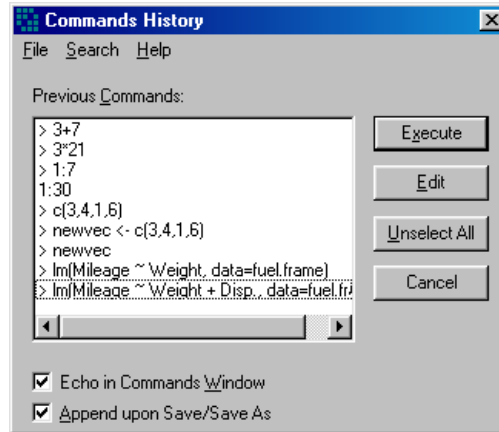 Commands History
File Search Help
Previous Commands:
> 3+7
> 3*21
> 1:7
1:30
> c(3,4,1,6)
> newvec <- c(3,4,1,6)
> newvec
> lm(Mileage ~ Weight, data=fuel.frame)
> lm(Mileage ~ Weight + Disp., data=fuel.fr
Execute
Edit
Unselect All
Cancel
Echo in Commands Window
Append upon Save/Save As